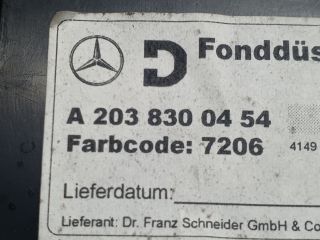 D Fonddüs
A 203 830 04 54
Farbcode: 7206
4149
Lieferdatum:
Lieferant: Dr. Franz Schneider GmbH & Co